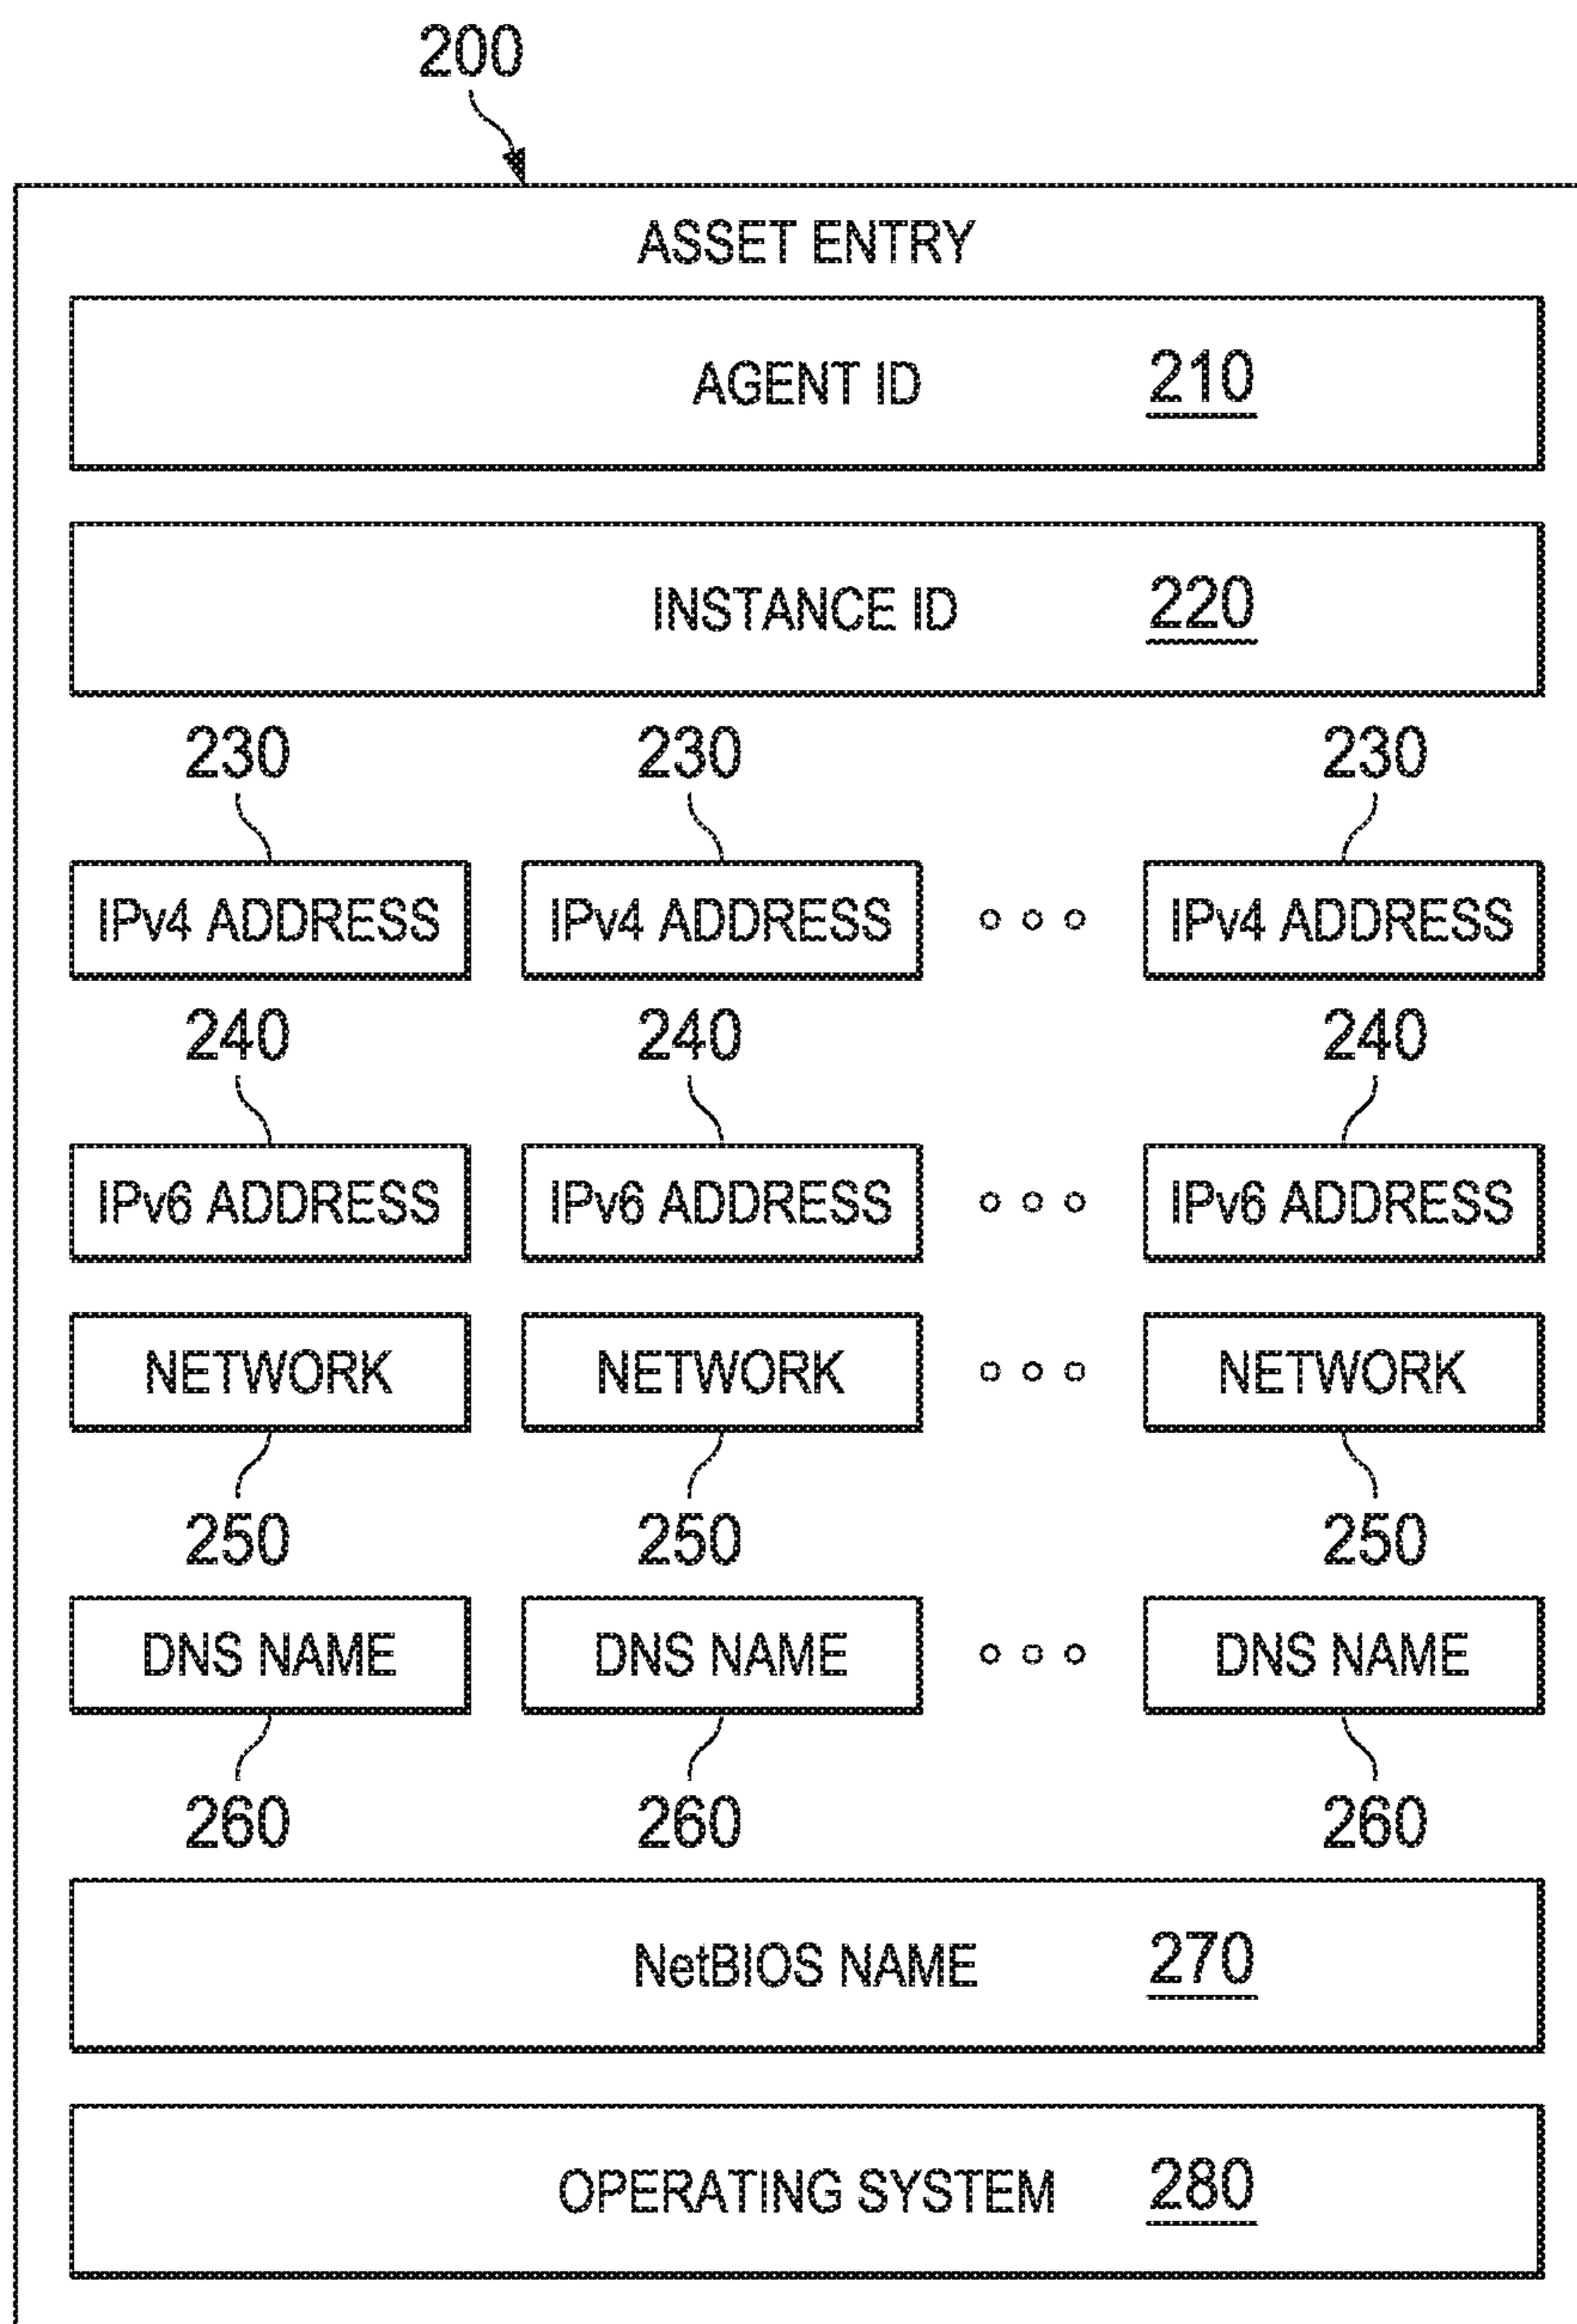 200
ASSET ENTRY
AGENT ID 210
INSTANCE ID 220
230 230 230
IPv4 ADDRESS IPv4 ADDRESS IPv4 ADDRESS
240 240 240
IPv6 ADDRESS IPv6 ADDRESS IPv6 ADDRESS
NETWORK NETWORK NETWORK
250 250 250
DNS NAME DNS NAME DNS NAME
260 260 260
NetBIOS NAME 270
OPERATING SYSTEM 280